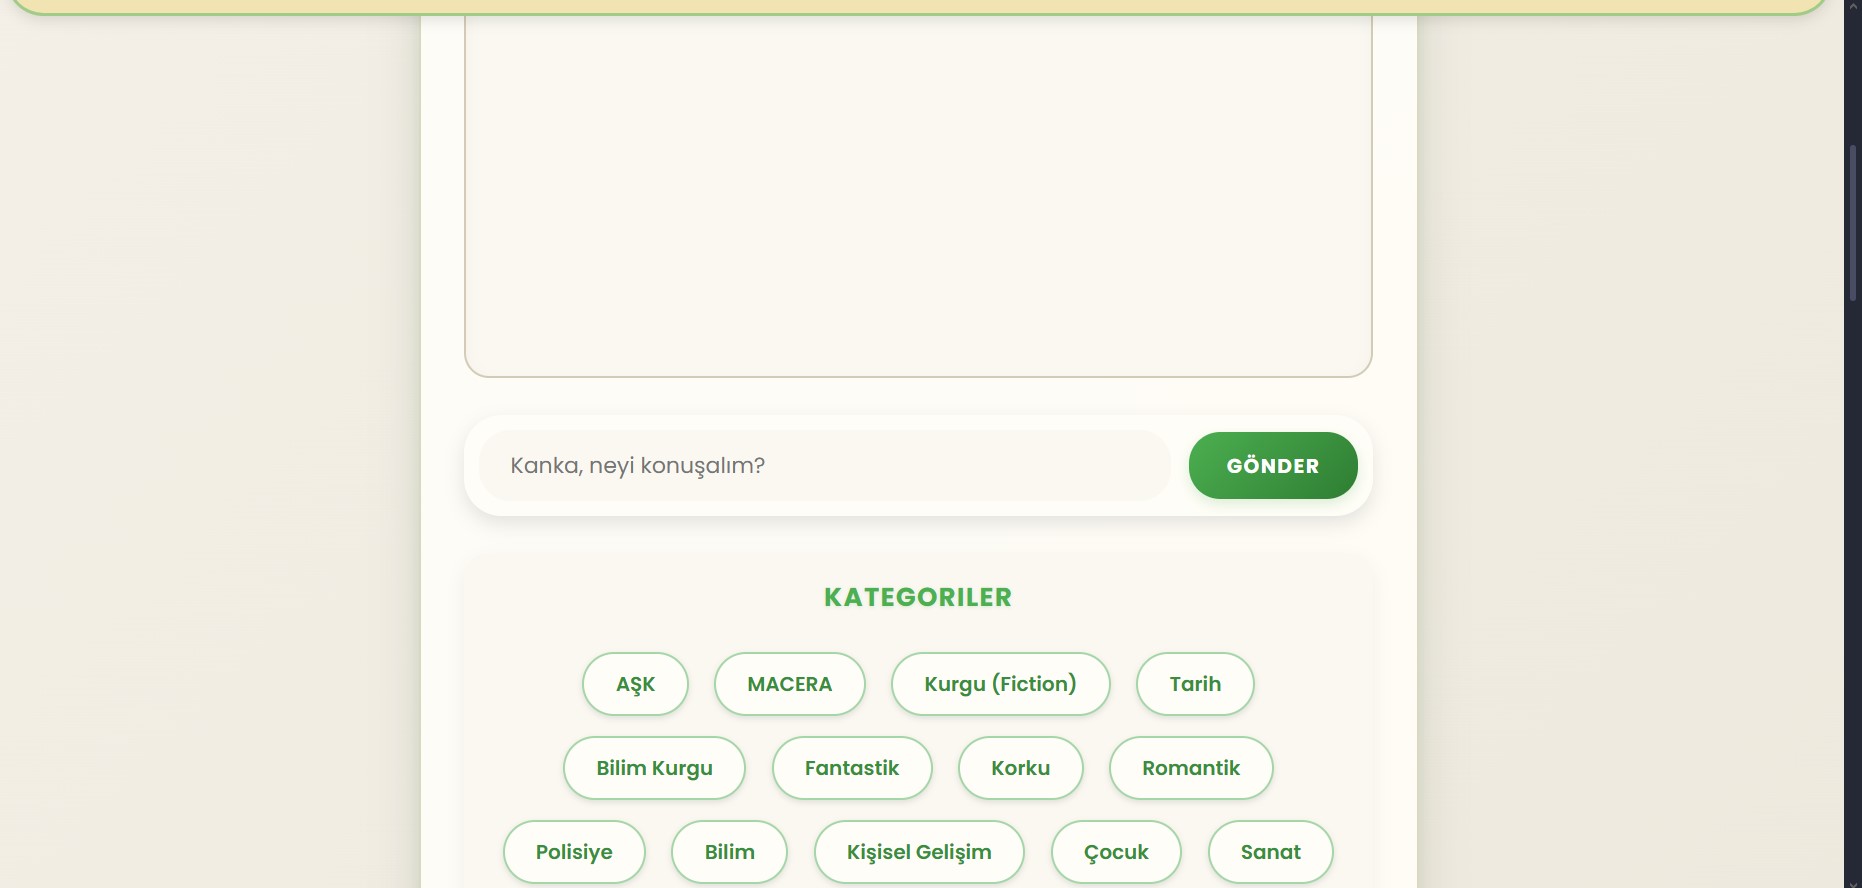 Kanka, neyi konuşalım?
GÖNDER
KATEGORILER
AŞK MACERA Kurgu (Fiction) Tarih
Bilim Kurgu Fantastik Korku Romantik
Polisiye Bilim Kişisel Gelişim Çocuk Sanat